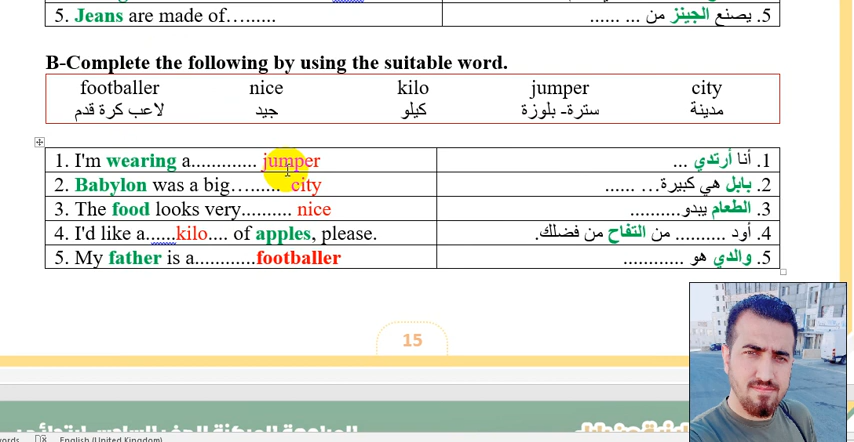 5. Jeans are made of…....... 5. يصنع الجينز من ... ......
B-Complete the following by using the suitable word.
footballer nice kilo jumper city
لاعب كرة قدم جيد كيلو سترة- بلوزة مدينة
1. I'm wearing a............. jumper 1. أنا أرتدي ...
2. Babylon was a big…....... city 2. بابل هي كبيرة… ......
3. The food looks very.......... nice 3. الطعام يبدو..........
4. I'd like a......kilo.... of apples, please. 4. أود .......... من التفاح من فضلك.
5. My father is a............footballer 5. والدي هو ............
15
English (United Kingdom)